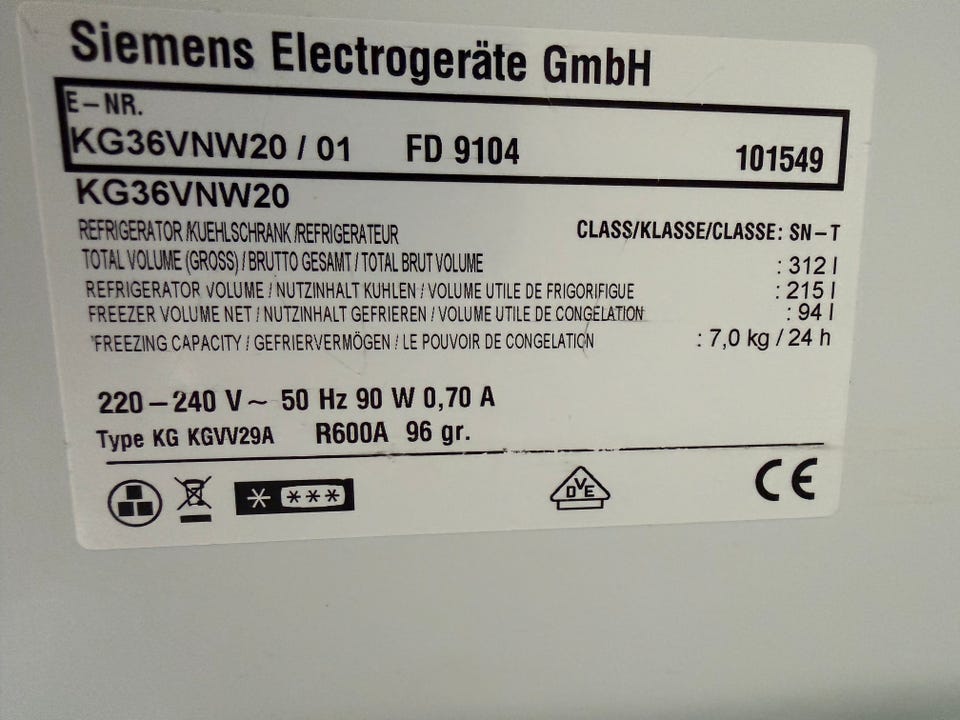 Siemens Electrogeräte GmbH
E-NR.
KG36VNW20 / 01 FD 9104 101549
KG36VNW20
REFRIGERATOR /KUEHLSCHRANK /REFRIGERATEUR CLASS/KLASSE/CLASSE: SN-T
TOTAL VOLUME (GROSS) / BRUTTO GESAMT / TOTAL BRUT VOLUME : 312 l
REFRIGERATOR VOLUME / NUTZINHALT KUHLEN / VOLUME UTILE DE FRIGORIFIGUE : 215 l
FREEZER VOLUME NET / NUTZINHALT GEFRIEREN / VOLUME UTILE DE CONGELATION : 94 l
FREEZING CAPACITY / GEFRIERVERMÖGEN / LE POUVOIR DE CONGELATION : 7,0 kg / 24 h
220-240 V ~ 50 Hz 90 W 0,70 A
Type KG KGVV29A R600A 96 gr.
* ***
DVE CE